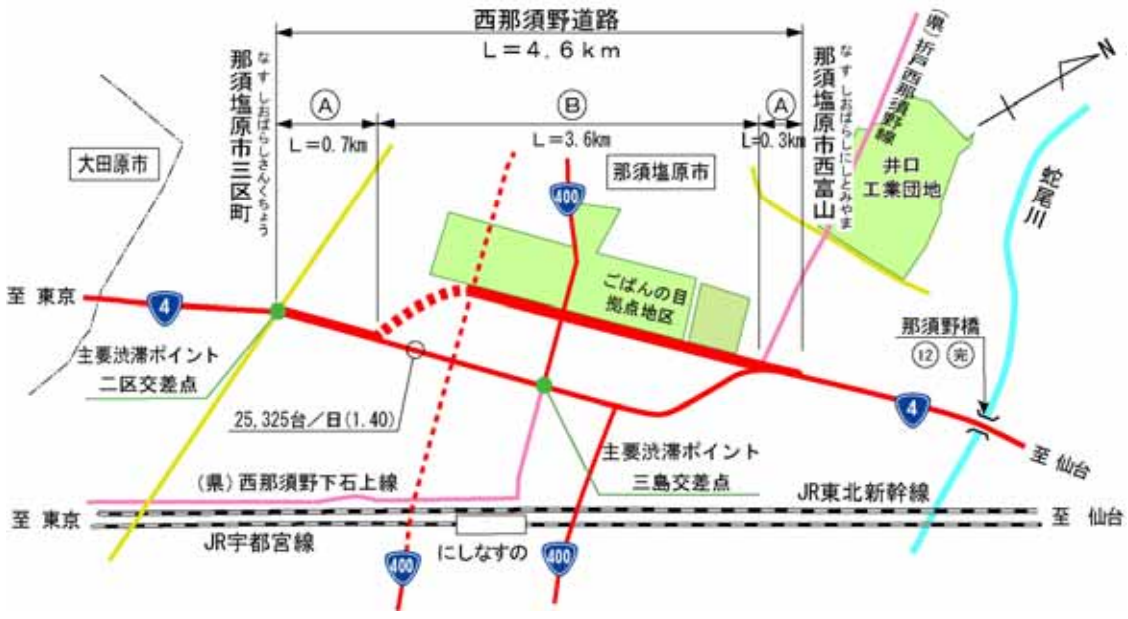 西那須野道路
L=4.6km
(県)折戸西那須野線
N
なすしおばらしさんくちょう
那須塩原市三区町
なすしおばらしにしとみやま
那須塩原市西富山
A
B
A
L=0.7km
L=3.6km
L=0.3km
大田原市
400
那須塩原市
井口
工業団地
蛇尾川
ごばんの目
拠点地区
至 東京
4
那須野橋
12 完
主要渋滞ポイント
二区交差点
25,325台/日(1.40)
4
主要渋滞ポイント
三島交差点
至 仙台
(県)西那須野下石上線
JR東北新幹線
至 東京
至 仙台
JR宇都宮線
にしなすの
400
400